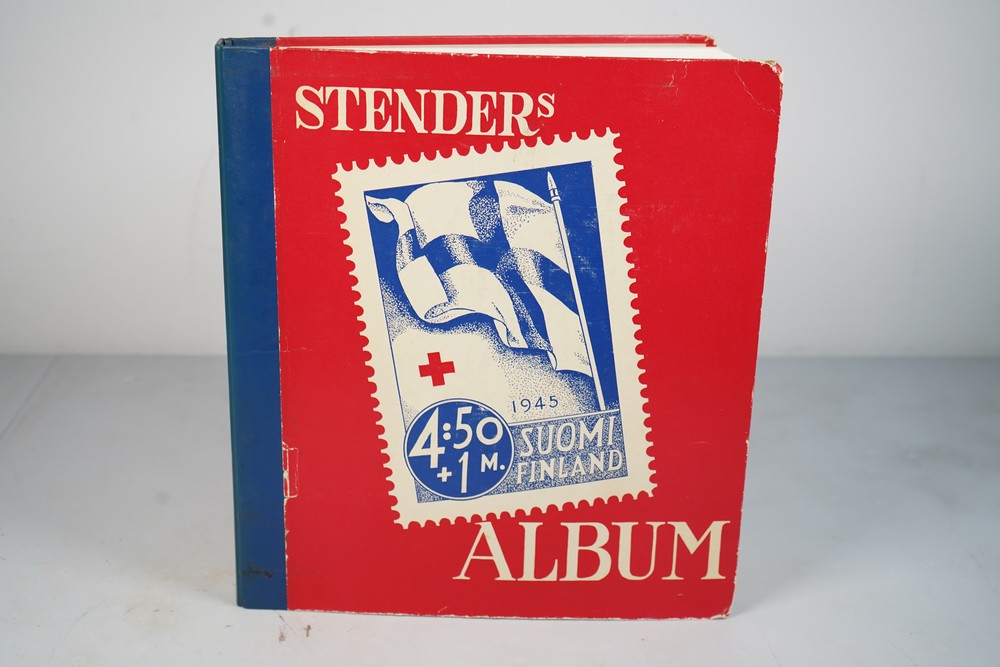 STENDERs
1945
4:50
+1 M.
SUOMI
FINLAND
ALBUM